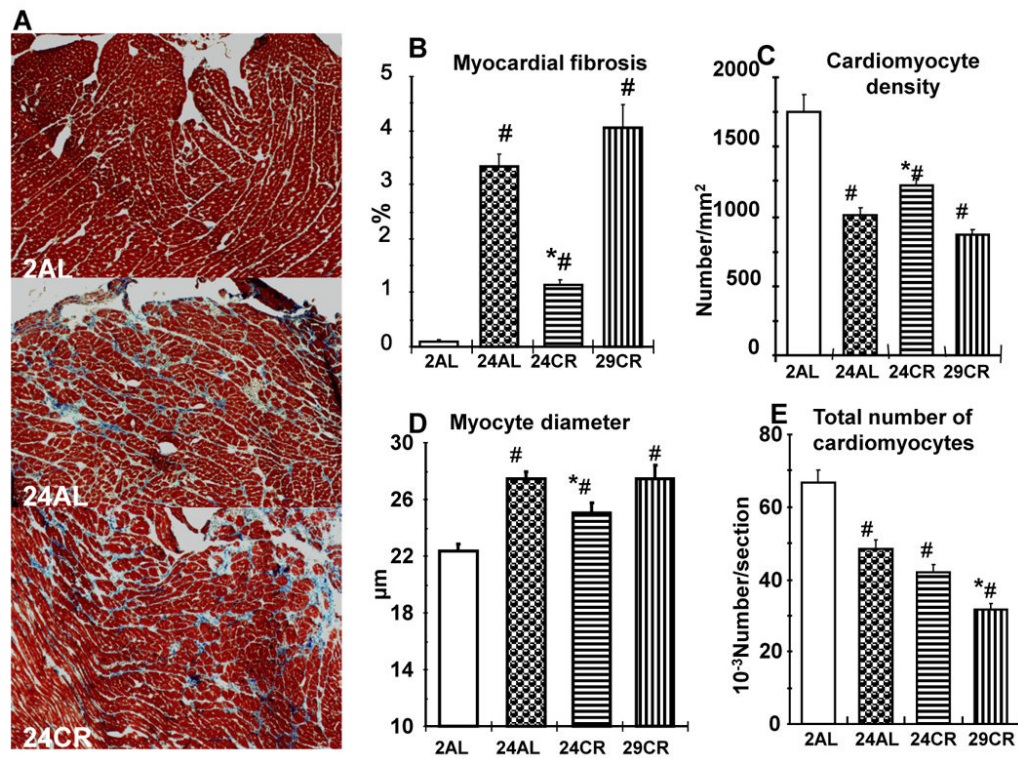 A
2AL
24AL
24CR
B
Myocardial fibrosis
5
4
3
2
1
0
%
#
*#
#
2AL 24AL 24CR 29CR
C
Cardiomyocyte
density
2000
1500
1000
500
0
Number/mm²
#
*#
#
2AL 24AL 24CR 29CR
D
Myocyte diameter
30
26
22
18
14
10
µm
#
*#
#
2AL 24AL 24CR 29CR
E
Total number of
cardiomyocytes
80
60
40
20
0
10⁻³Number/section
#
#
*#
2AL 24AL 24CR 29CR